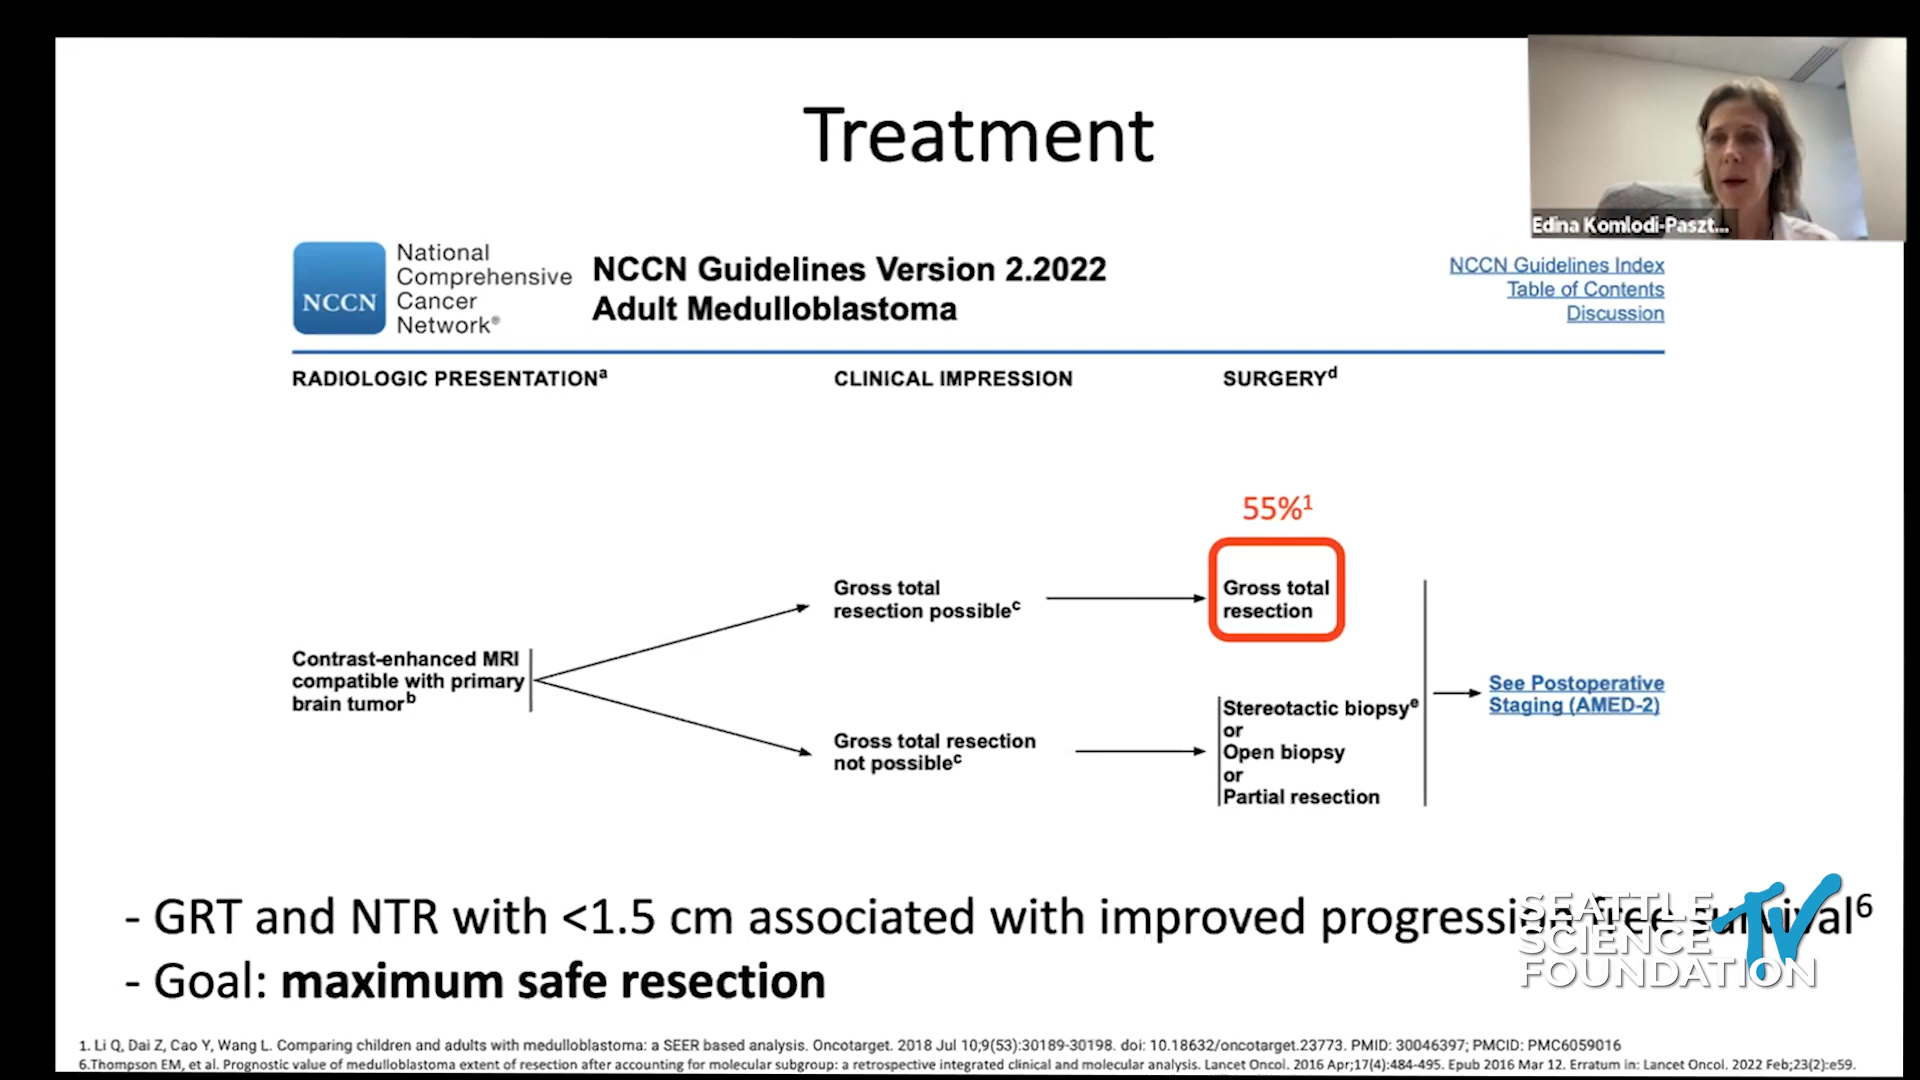 Treatment
Edina Komlodi-Paszt...
NCCN
National
Comprehensive
Cancer
Network®
NCCN Guidelines Version 2.2022
Adult Medulloblastoma
NCCN Guidelines Index
Table of Contents
Discussion
RADIOLOGIC PRESENTATIONa
CLINICAL IMPRESSION
SURGERYd
55%1
Gross total
resection possiblec
Gross total
resection
Contrast-enhanced MRI
compatible with primary
brain tumorb
Gross total resection
not possiblec
Stereotactic biopsye
or
Open biopsy
or
Partial resection
See Postoperative
Staging (AMED-2)
- GRT and NTR with <1.5 cm associated with improved progression free survival6
- Goal: maximum safe resection
SEATTLE
SCIENCE
FOUNDATION
TV
1. Li Q, Dai Z, Cao Y, Wang L. Comparing children and adults with medulloblastoma: a SEER based analysis. Oncotarget. 2018 Jul 10;9(53):30189-30198. doi: 10.18632/oncotarget.23773. PMID: 30046397; PMCID: PMC6059016
6.Thompson EM, et al. Prognostic value of medulloblastoma extent of resection after accounting for molecular subgroup: a retrospective integrated clinical and molecular analysis. Lancet Oncol. 2016 Apr;17(4):484-495. Epub 2016 Mar 12. Erratum in: Lancet Oncol. 2022 Feb;23(2):e59.